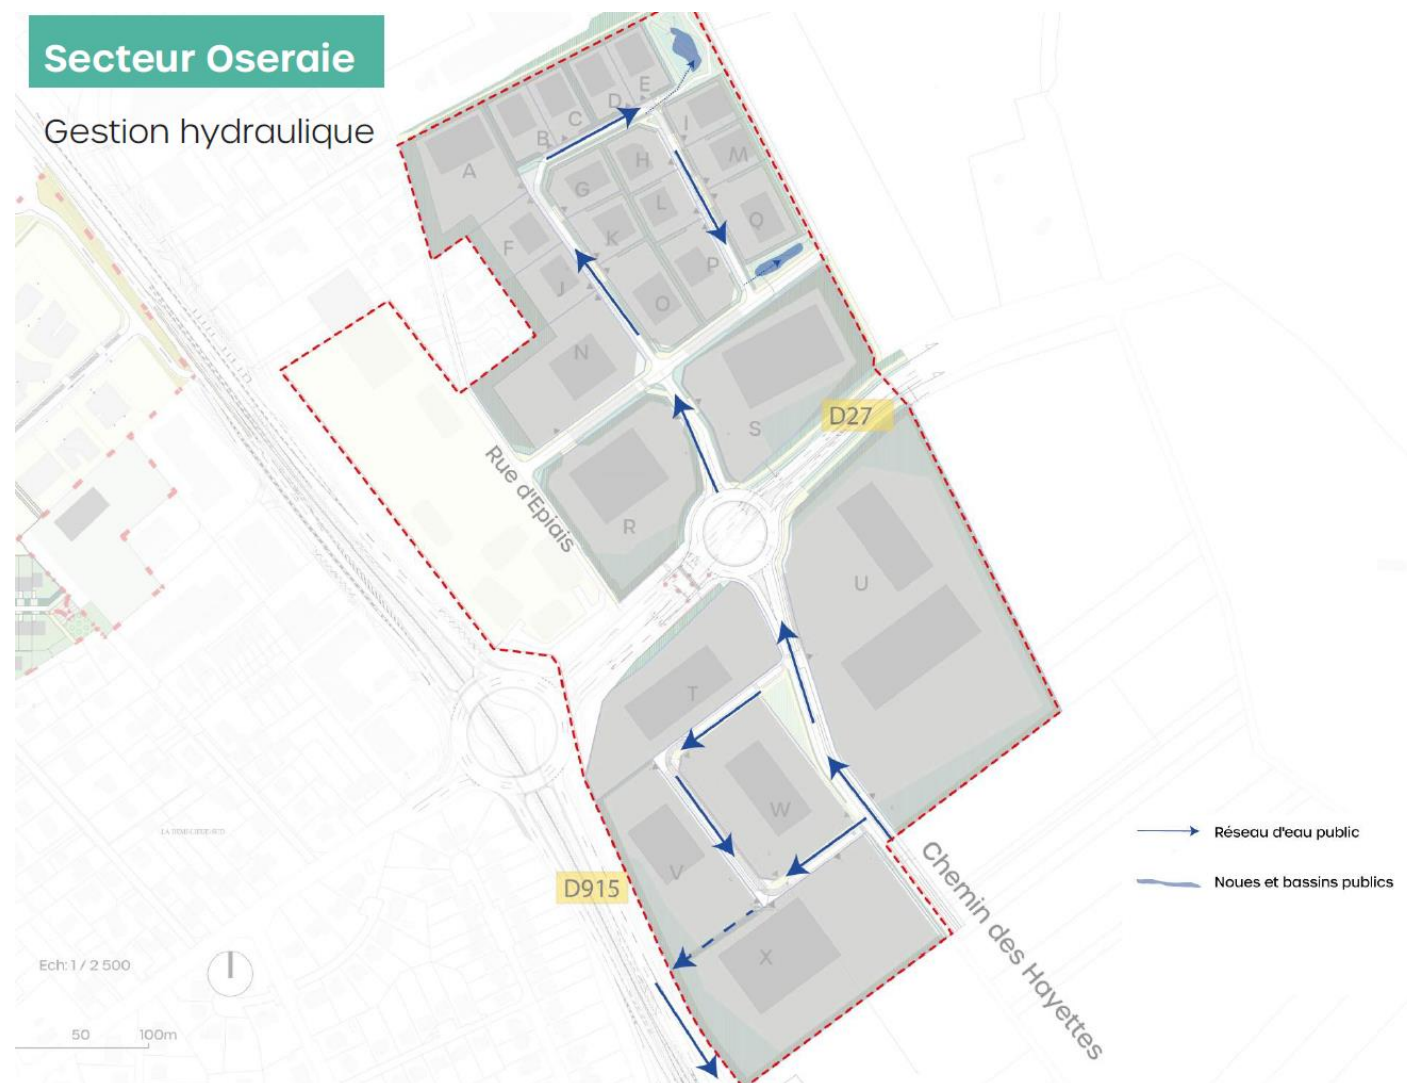 Secteur Oseraie
Gestion hydraulique
E
D
C
B
A
I
H
M
G
L
Q
K
F
P
J
O
N
S
D27
Rue d'Epiais
R
U
T
W
V
X
D915
Chemin des Hayettes
Réseau d'eau public
Noues et bassins publics
Ech: 1 / 2 500
50 100m